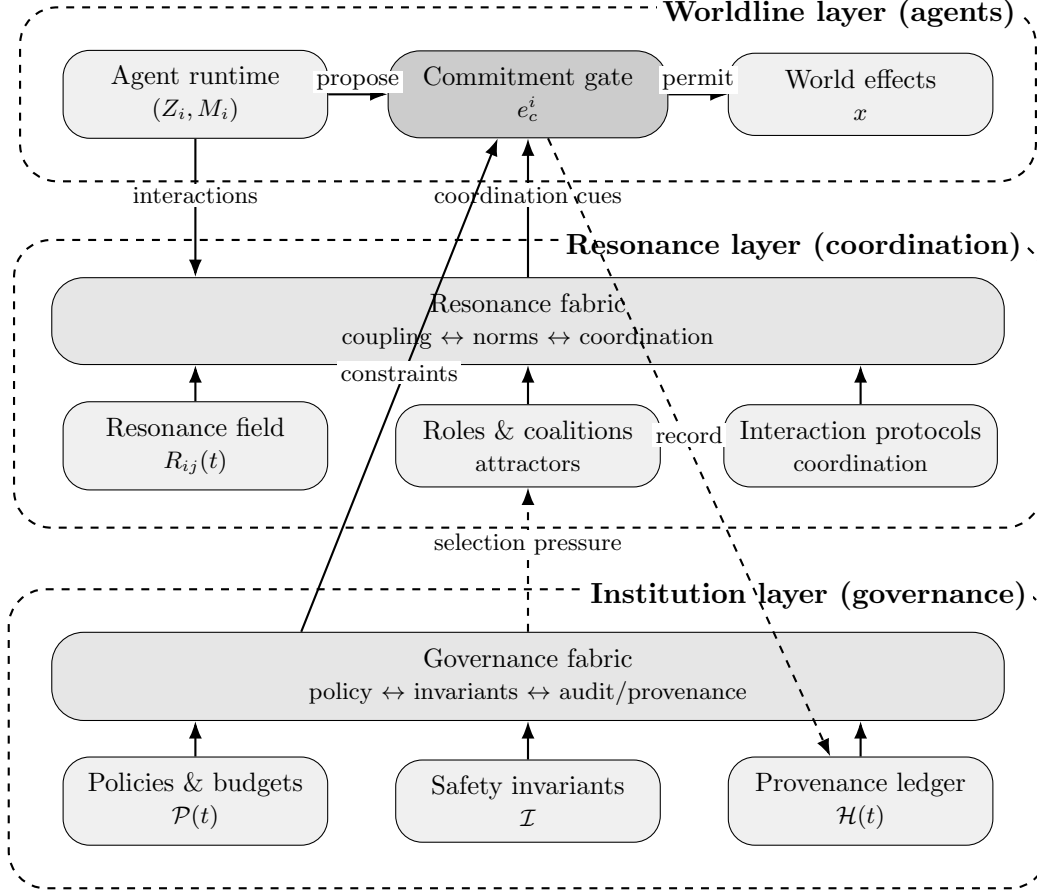 Worldline layer (agents)
Agent runtime
(Z_i, M_i)
propose
Commitment gate
e_c^i
permit
World effects
x
interactions
coordination cues
Resonance layer (coordination)
Resonance fabric
coupling ↔ norms ↔ coordination
constraints
Resonance field
R_{ij}(t)
Roles & coalitions
attractors
record
Interaction protocols
coordination
selection pressure
Institution layer (governance)
Governance fabric
policy ↔ invariants ↔ audit/provenance
Policies & budgets
𝒫(t)
Safety invariants
ℐ
Provenance ledger
ℋ(t)